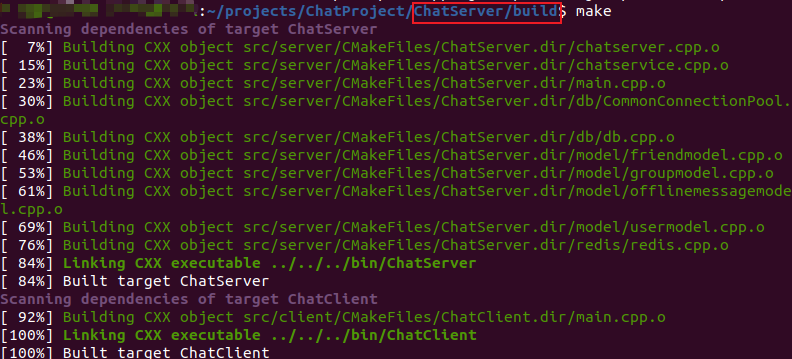 :~/projects/ChatProject/ChatServer/build$ make
Scanning dependencies of target ChatServer
[  7%] Building CXX object src/server/CMakeFiles/ChatServer.dir/chatserver.cpp.o
[ 15%] Building CXX object src/server/CMakeFiles/ChatServer.dir/chatservice.cpp.o
[ 23%] Building CXX object src/server/CMakeFiles/ChatServer.dir/main.cpp.o
[ 30%] Building CXX object src/server/CMakeFiles/ChatServer.dir/db/CommonConnectionPool.
cpp.o
[ 38%] Building CXX object src/server/CMakeFiles/ChatServer.dir/db/db.cpp.o
[ 46%] Building CXX object src/server/CMakeFiles/ChatServer.dir/model/friendmodel.cpp.o
[ 53%] Building CXX object src/server/CMakeFiles/ChatServer.dir/model/groupmodel.cpp.o
[ 61%] Building CXX object src/server/CMakeFiles/ChatServer.dir/model/offlinemessagemode
l.cpp.o
[ 69%] Building CXX object src/server/CMakeFiles/ChatServer.dir/model/usermodel.cpp.o
[ 76%] Building CXX object src/server/CMakeFiles/ChatServer.dir/redis/redis.cpp.o
[ 84%] Linking CXX executable ../../../bin/ChatServer
[ 84%] Built target ChatServer
Scanning dependencies of target ChatClient
[ 92%] Building CXX object src/client/CMakeFiles/ChatClient.dir/main.cpp.o
[100%] Linking CXX executable ../../../bin/ChatClient
[100%] Built target ChatClient